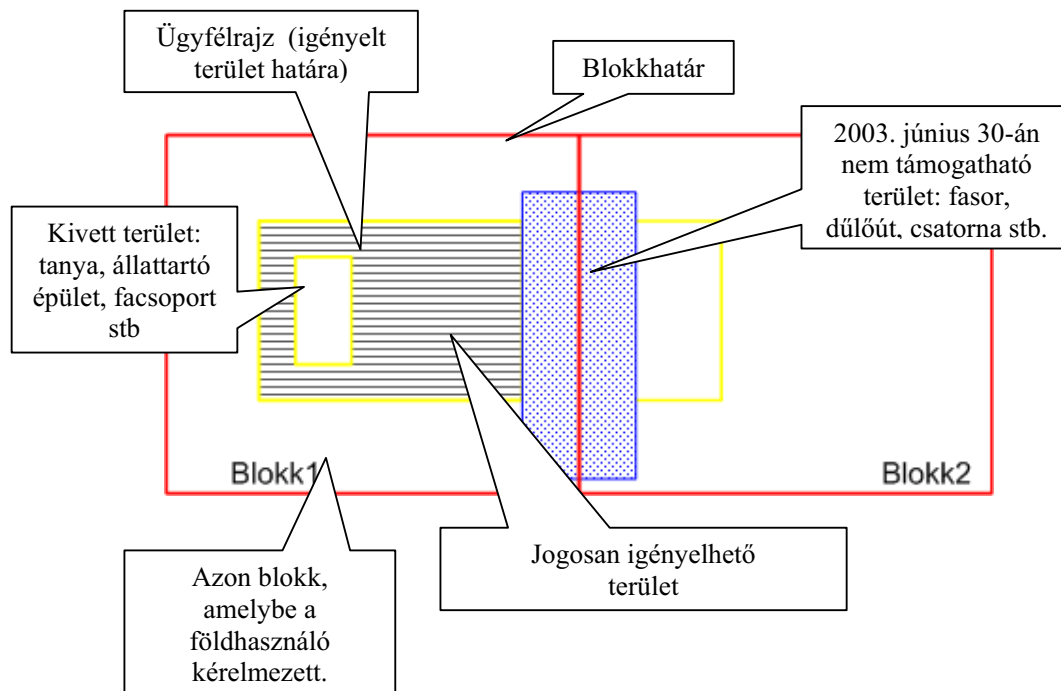 Ügyfélrajz (igényelt
terület határa)
Blokkhatár
2003. június 30-án
nem támogatható
terület: fasor,
dűlőút, csatorna stb.
Kivett terület:
tanya, állattartó
épület, facsoport
stb
Blokk1
Blokk2
Jogosan igényelhető
terület
Azon blokk,
amelybe a
földhasználó
kérelmezett.